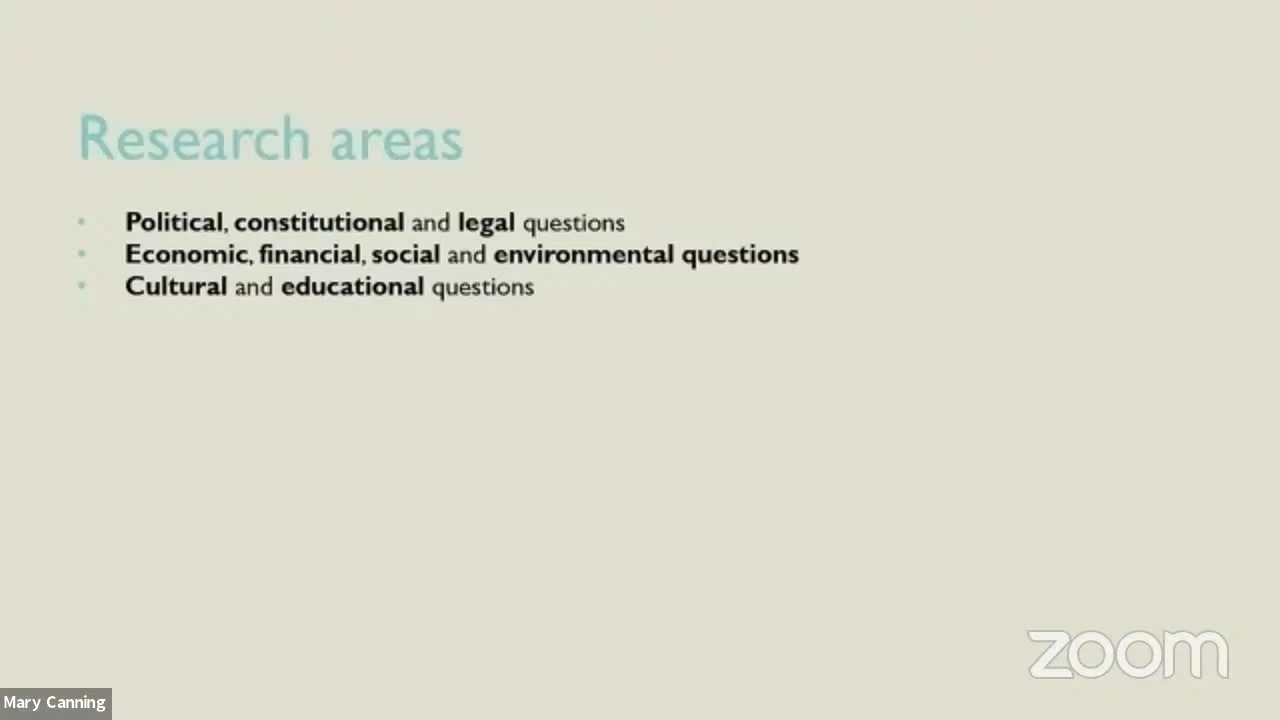 Research areas
• Political, constitutional and legal questions
• Economic, financial, social and environmental questions
• Cultural and educational questions
zoom
Mary Canning